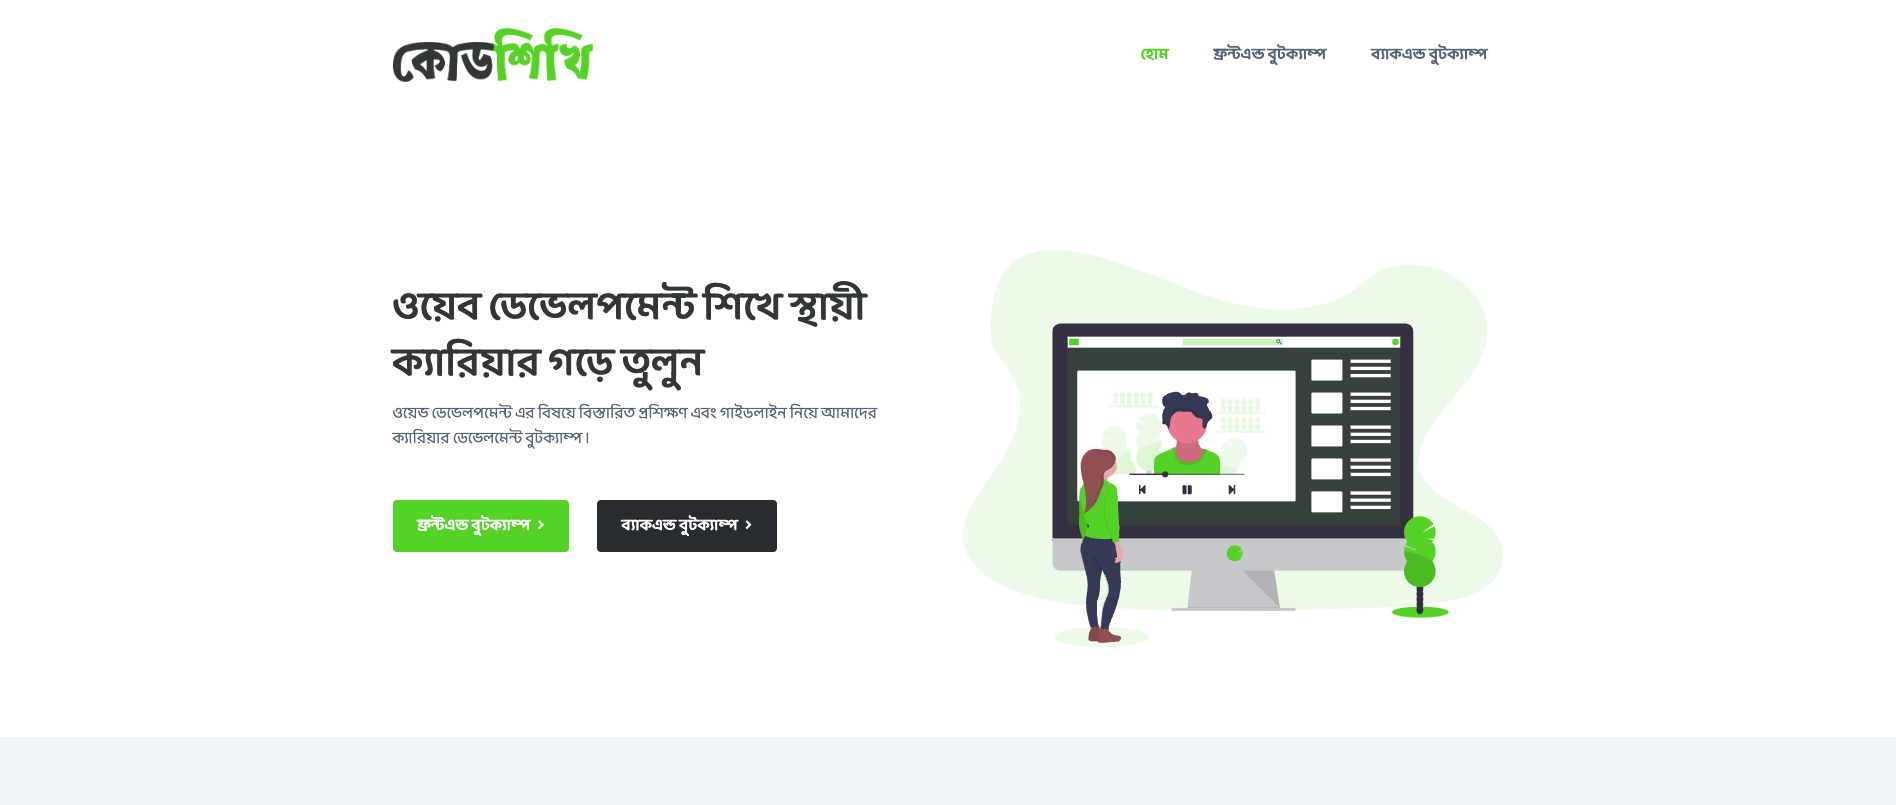 কোডশিখি
হোম
ফ্রন্টএন্ড বুটক্যাম্প
ব্যাকএন্ড বুটক্যাম্প
ওয়েব ডেভেলপমেন্ট শিখে স্থায়ী
ক্যারিয়ার গড়ে তুলুন
ওয়েভ ডেভেলপমেন্ট এর বিষয়ে বিস্তারিত প্রশিক্ষণ এবং গাইডলাইন নিয়ে আমাদের
ক্যারিয়ার ডেভেলমেন্ট বুটক্যাম্প।
ফ্রন্টএন্ড বুটক্যাম্প
ব্যাকএন্ড বুটক্যাম্প